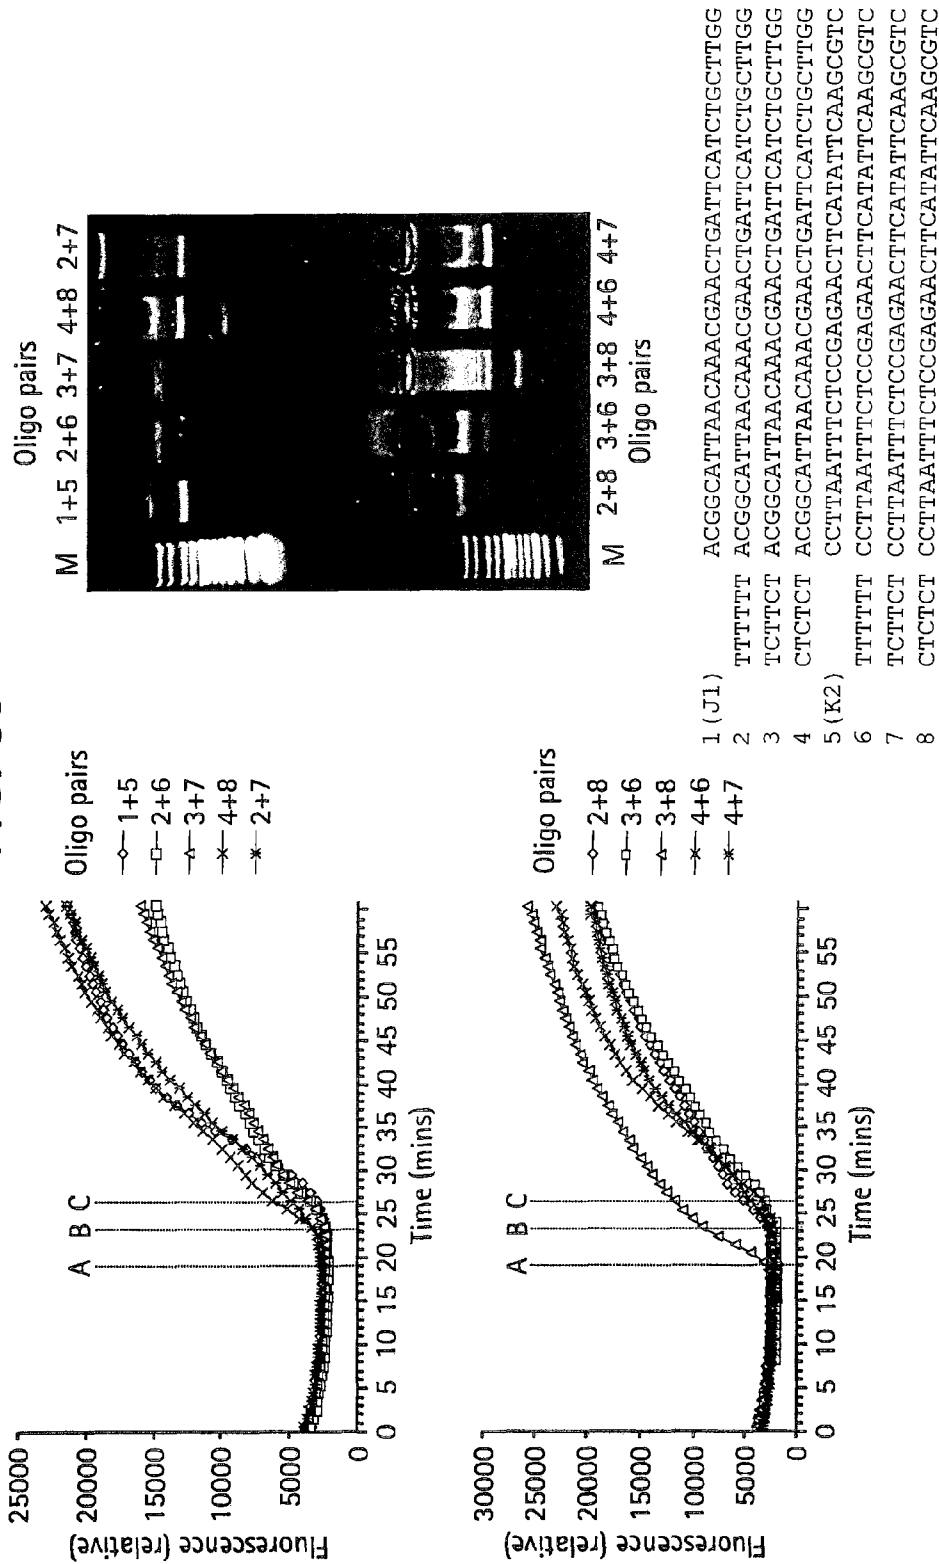 25000
20000
15000
10000
5000
0
Fluorescence (relative)
A B C
0 5 10 15 20 25 30 35 40 45 50 55
Time (mins)
Oligo pairs
1+5
2+6
3+7
4+8
2+7
30000
25000
20000
15000
10000
5000
0
Fluorescence (relative)
A B C
0 5 10 15 20 25 30 35 40 45 50 55
Time (mins)
Oligo pairs
2+8
3+6
3+8
4+6
4+7
Oligo pairs
M 1+5 2+6 3+7 4+8 2+7
M 2+8 3+6 3+8 4+6 4+7
Oligo pairs
1(J1) ACGGCATTAACAAACGAACTGATTCATCTGCTTGG
2 TTTTTT ACGGCATTAACAAACGAACTGATTCATCTGCTTGG
3 TCTTCT ACGGCATTAACAAACGAACTGATTCATCTGCTTGG
4 CTCTCT ACGGCATTAACAAACGAACTGATTCATCTGCTTGG
5(K2) CCTTAATTTCTCCGAGAACTTCATATTCAAGCGTC
6 TTTTTT CCTTAATTTCTCCGAGAACTTCATATTCAAGCGTC
7 TCTTCT CCTTAATTTCTCCGAGAACTTCATATTCAAGCGTC
8 CTCTCT CCTTAATTTCTCCGAGAACTTCATATTCAAGCGTC